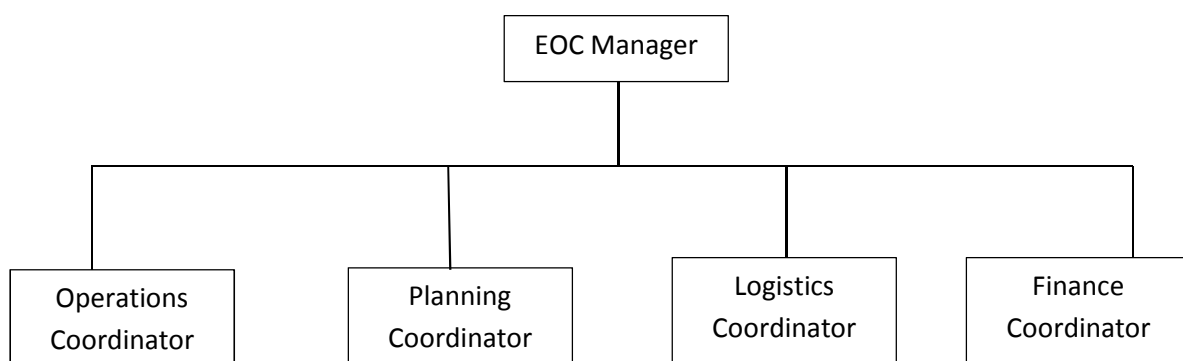 EOC Manager
Operations
Coordinator
Planning
Coordinator
Logistics
Coordinator
Finance
Coordinator